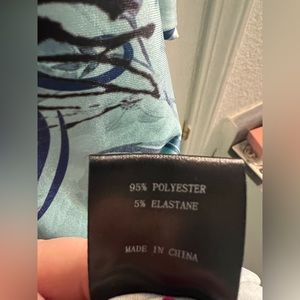 95% POLYESTER
5% ELASTANE
MADE IN CHINA